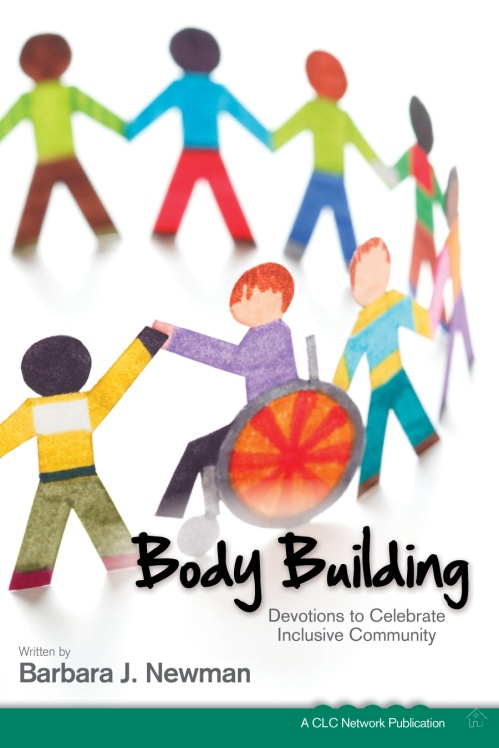 Body Building
Devotions to Celebrate
Inclusive Community
Written by
Barbara J. Newman
A CLC Network Publication